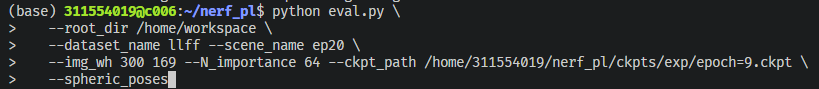 (base) 311554019@c006:~/nerf_pl$ python eval.py \
>    --root_dir /home/workspace \
>    --dataset_name llff --scene_name ep20 \
>    --img_wh 300 169 --N_importance 64 --ckpt_path /home/311554019/nerf_pl/ckpts/exp/epoch=9.ckpt \
>    --spheric_poses